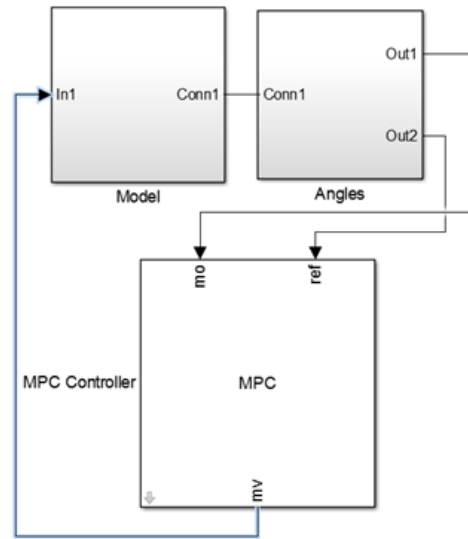 Out1
In1
Conn1
Conn1
Out2
Model
Angles
mo
ref
MPC Controller
MPC
mv